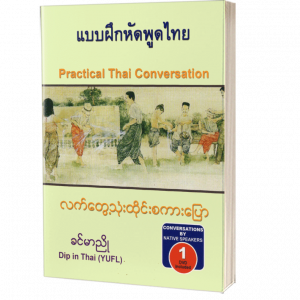 แบบฝึกหัดพูดไทย
Practical Thai Conversation
လက်တွေ့သုံးထိုင်းစကားပြော
ခင်မာညို
Dip in Thai (YUFL)
CONVERSATIONS
BY
NATIVE SPEAKERS
1